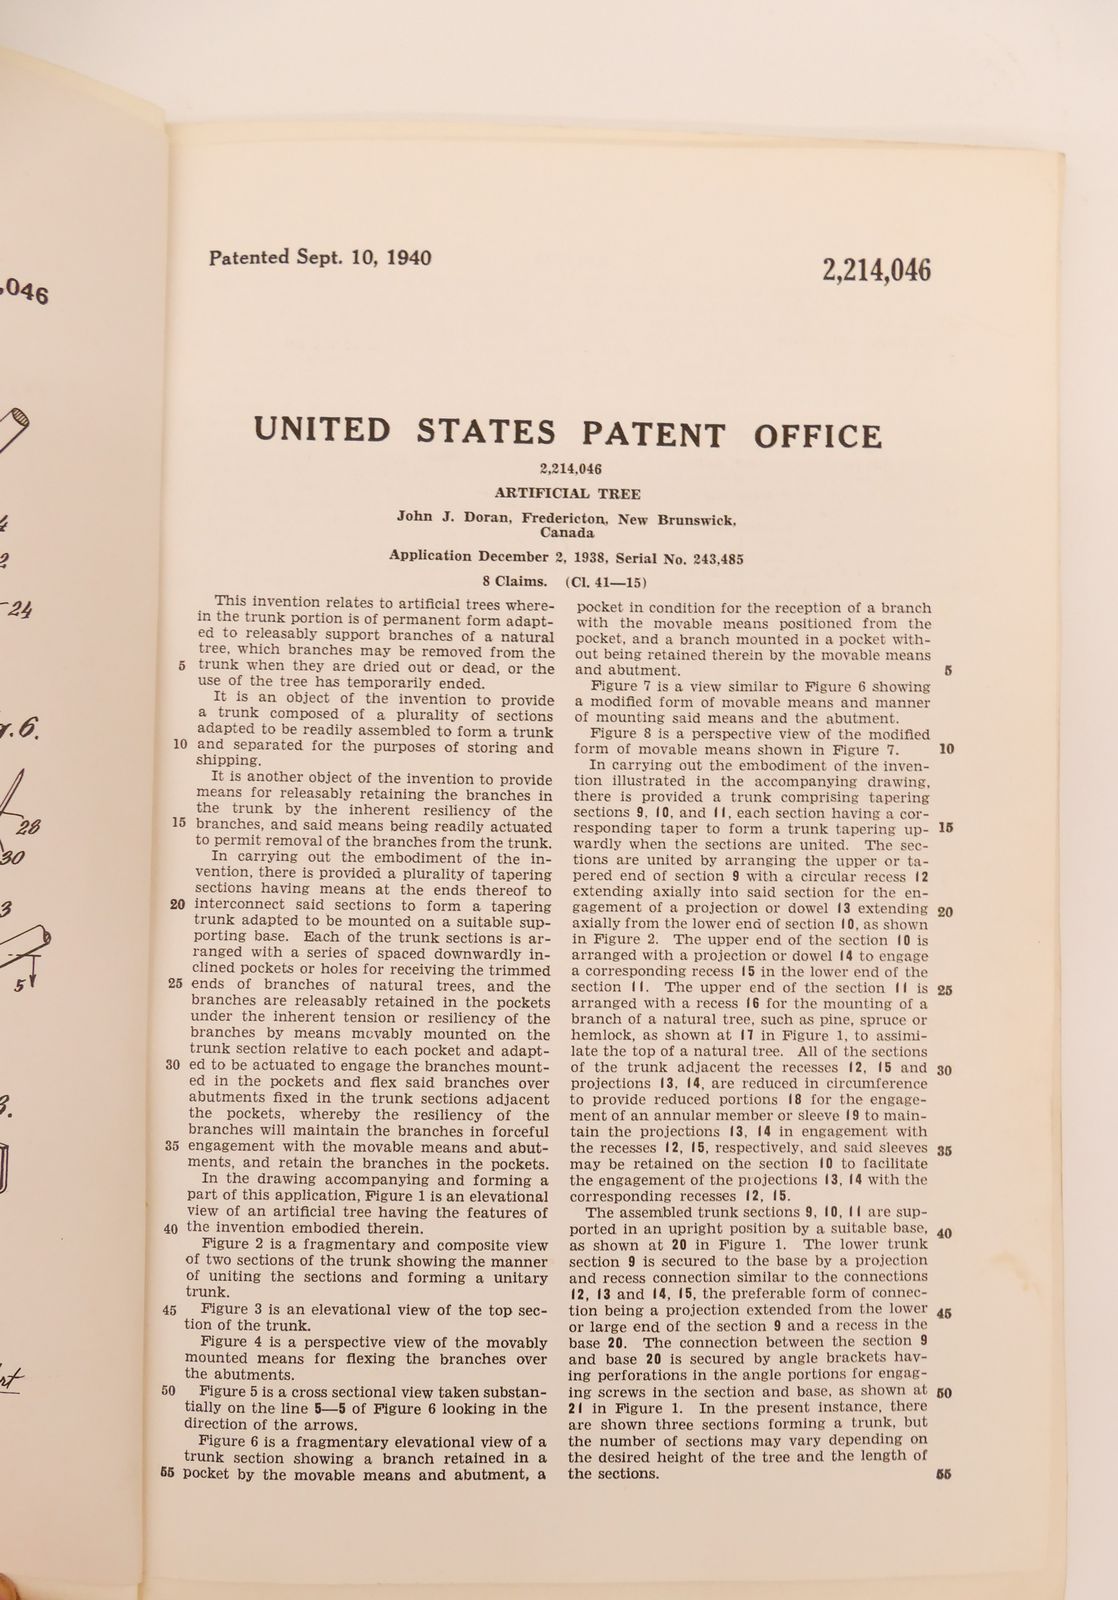 ,046
4
2
24
.6.
28
30
3
5
3.
rt
Patented Sept. 10, 1940
2,214,046
UNITED STATES PATENT OFFICE
2,214,046
ARTIFICIAL TREE
John J. Doran, Fredericton, New Brunswick,
Canada
Application December 2, 1938, Serial No. 243,485
8 Claims. (Cl. 41—15)
This invention relates to artificial trees where-
in the trunk portion is of permanent form adapt-
ed to releasably support branches of a natural
tree, which branches may be removed from the
5 trunk when they are dried out or dead, or the
use of the tree has temporarily ended.
It is an object of the invention to provide
a trunk composed of a plurality of sections
adapted to be readily assembled to form a trunk
10 and separated for the purposes of storing and
shipping.
It is another object of the invention to provide
means for releasably retaining the branches in
the trunk by the inherent resiliency of the
15 branches, and said means being readily actuated
to permit removal of the branches from the trunk.
In carrying out the embodiment of the in-
vention, there is provided a plurality of tapering
sections having means at the ends thereof to
20 interconnect said sections to form a tapering
trunk adapted to be mounted on a suitable sup-
porting base. Each of the trunk sections is ar-
ranged with a series of spaced downwardly in-
clined pockets or holes for receiving the trimmed
25 ends of branches of natural trees, and the
branches are releasably retained in the pockets
under the inherent tension or resiliency of the
branches by means movably mounted on the
trunk section relative to each pocket and adapt-
30 ed to be actuated to engage the branches mount-
ed in the pockets and flex said branches over
abutments fixed in the trunk sections adjacent
the pockets, whereby the resiliency of the
branches will maintain the branches in forceful
35 engagement with the movable means and abut-
ments, and retain the branches in the pockets.
In the drawing accompanying and forming a
part of this application, Figure 1 is an elevational
view of an artificial tree having the features of
40 the invention embodied therein.
Figure 2 is a fragmentary and composite view
of two sections of the trunk showing the manner
of uniting the sections and forming a unitary
trunk.
45 Figure 3 is an elevational view of the top sec-
tion of the trunk.
Figure 4 is a perspective view of the movably
mounted means for flexing the branches over
the abutments.
50 Figure 5 is a cross sectional view taken substan-
tially on the line 5—5 of Figure 6 looking in the
direction of the arrows.
Figure 6 is a fragmentary elevational view of a
trunk section showing a branch retained in a
55 pocket by the movable means and abutment, a
pocket in condition for the reception of a branch
with the movable means positioned from the
pocket, and a branch mounted in a pocket with-
out being retained therein by the movable means
and abutment. 5
Figure 7 is a view similar to Figure 6 showing
a modified form of movable means and manner
of mounting said means and the abutment.
Figure 8 is a perspective view of the modified
form of movable means shown in Figure 7. 10
In carrying out the embodiment of the inven-
tion illustrated in the accompanying drawing,
there is provided a trunk comprising tapering
sections 9, 10, and 11, each section having a cor-
responding taper to form a trunk tapering up- 15
wardly when the sections are united. The sec-
tions are united by arranging the upper or ta-
pered end of section 9 with a circular recess 12
extending axially into said section for the en-
gagement of a projection or dowel 13 extending 20
axially from the lower end of section 10, as shown
in Figure 2. The upper end of the section 10 is
arranged with a projection or dowel 14 to engage
a corresponding recess 15 in the lower end of the
section 11. The upper end of the section 11 is 25
arranged with a recess 16 for the mounting of a
branch of a natural tree, such as pine, spruce or
hemlock, as shown at 17 in Figure 1, to assimi-
late the top of a natural tree. All of the sections
of the trunk adjacent the recesses 12, 15 and 30
projections 13, 14, are reduced in circumference
to provide reduced portions 18 for the engage-
ment of an annular member or sleeve 19 to main-
tain the projections 13, 14 in engagement with
the recesses 12, 15, respectively, and said sleeves 35
may be retained on the section 10 to facilitate
the engagement of the projections 13, 14 with the
corresponding recesses 12, 15.
The assembled trunk sections 9, 10, 11 are sup-
ported in an upright position by a suitable base, 40
as shown at 20 in Figure 1. The lower trunk
section 9 is secured to the base by a projection
and recess connection similar to the connections
12, 13 and 14, 15, the preferable form of connec-
tion being a projection extended from the lower 45
or large end of the section 9 and a recess in the
base 20. The connection between the section 9
and base 20 is secured by angle brackets hav-
ing perforations in the angle portions for engag-
ing screws in the section and base, as shown at 50
21 in Figure 1. In the present instance, there
are shown three sections forming a trunk, but
the number of sections may vary depending on
the desired height of the tree and the length of
the sections. 55